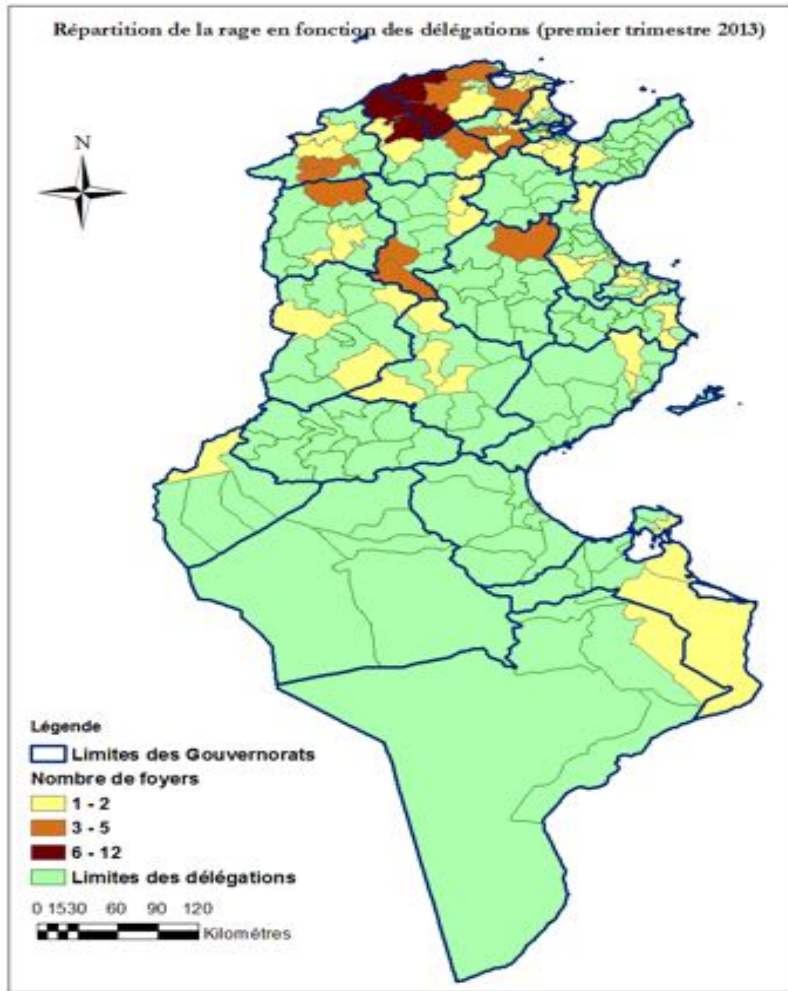 Répartition de la rage en fonction des délégations (premier trimestre 2013)
N
Légende
Limites des Gouvernorats
Nombre de foyers
1 - 2
3 - 5
6 - 12
Limites des délégations
0 1530 60 90 120
Kilométres